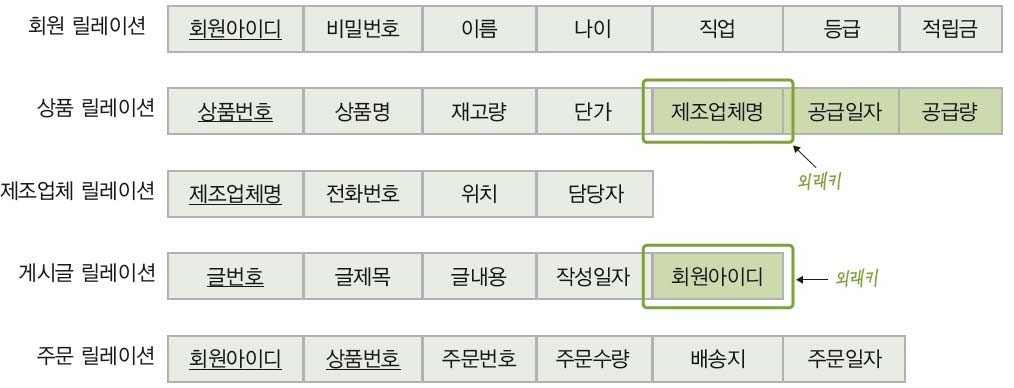 회원 릴레이션 회원아이디 비밀번호 이름 나이 직업 등급 적립금
상품 릴레이션 상품번호 상품명 재고량 단가 제조업체명 공급일자 공급량
외래키
제조업체 릴레이션 제조업체명 전화번호 위치 담당자
게시글 릴레이션 글번호 글제목 글내용 작성일자 회원아이디 외래키
주문 릴레이션 회원아이디 상품번호 주문번호 주문수량 배송지 주문일자